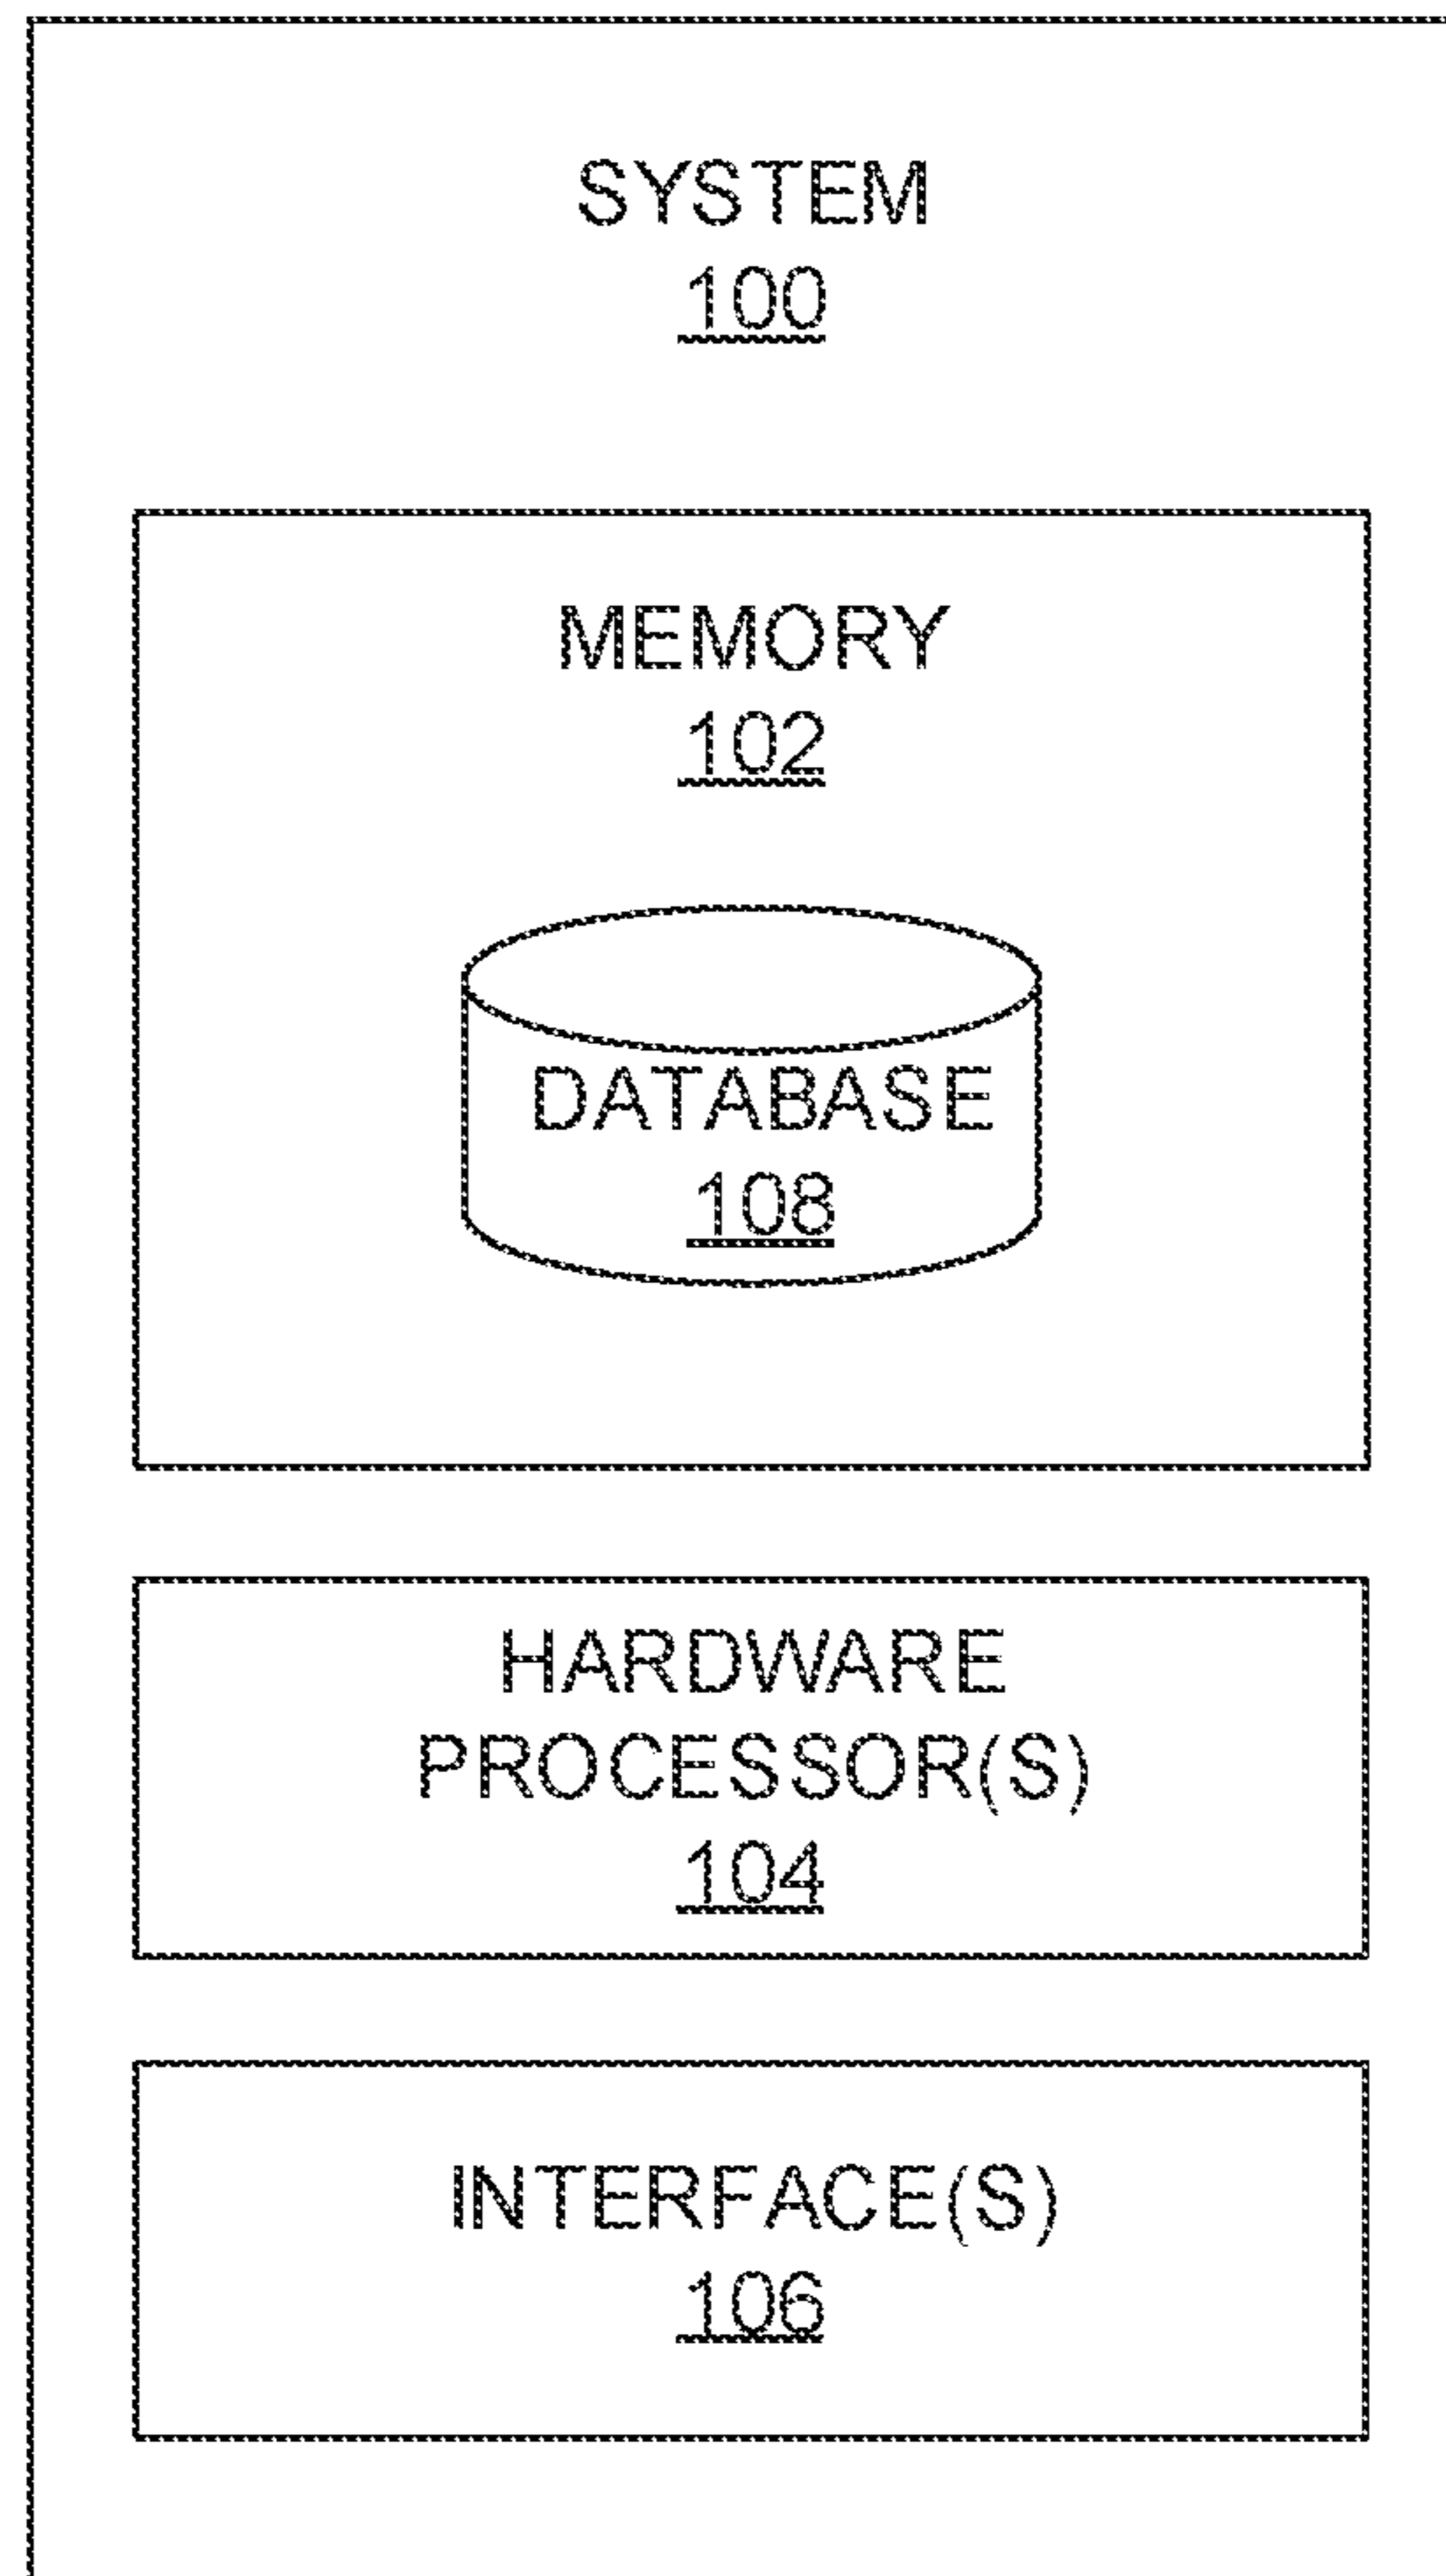 SYSTEM
100
MEMORY
102
DATABASE
108
HARDWARE
PROCESSOR(S)
104
INTERFACE(S)
106